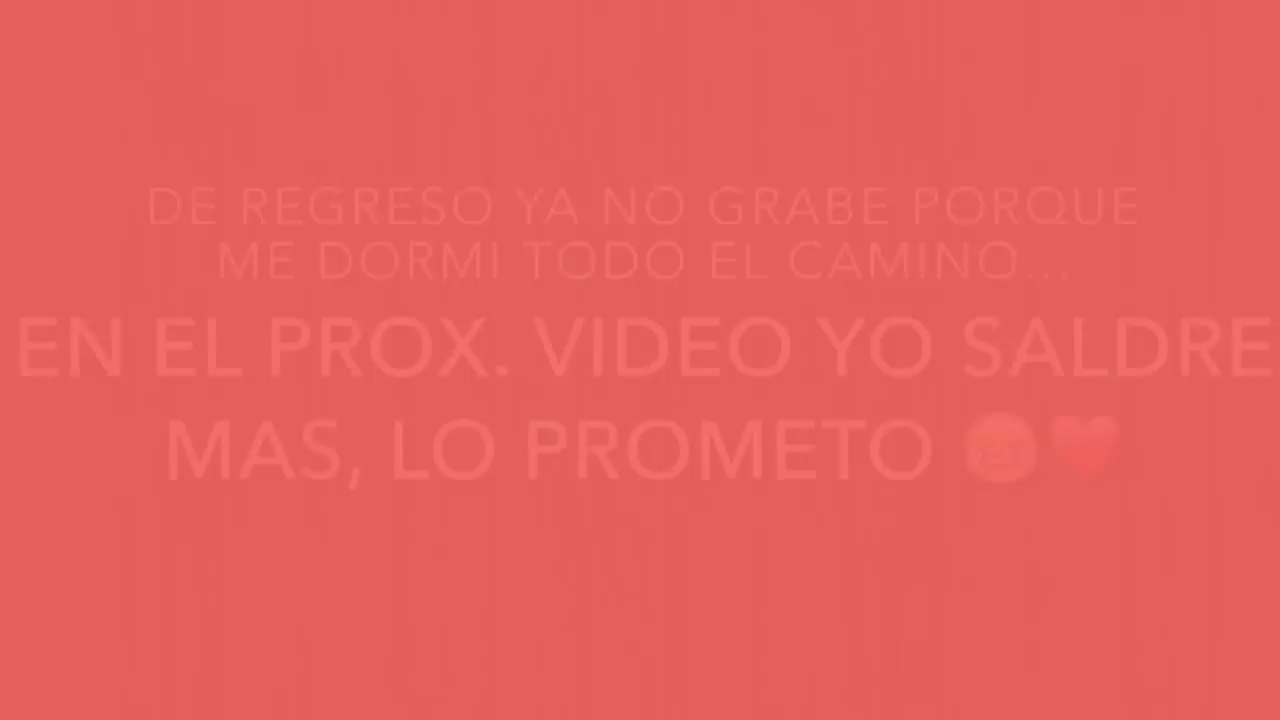 DE REGRESO YA NO GRABE PORQUE
ME DORMI TODO EL CAMINO...
EN EL PROX. VIDEO YO SALDRE
MAS, LO PROMETO